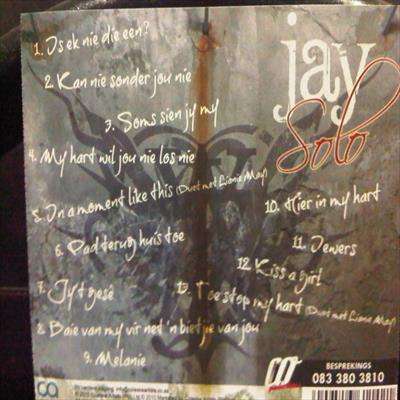 jay
Solo
1. Is ek nie die een?
2. Kan nie sonder jou nie
3. Soms sien jy my
4. My hart wil jou nie los nie
5. In a moment like this (Duet met Lianie May)
6. Pad terug huis toe
7. Jy't gesê
8. Baie van my vir net 'n bietjie van jou
9. Melanie
10. Hier in my hart
11. Jewers
12. Kiss a girl
13. Toe stop my hart (Duet met Lianie May)
BESPREKINGS
083 380 3810